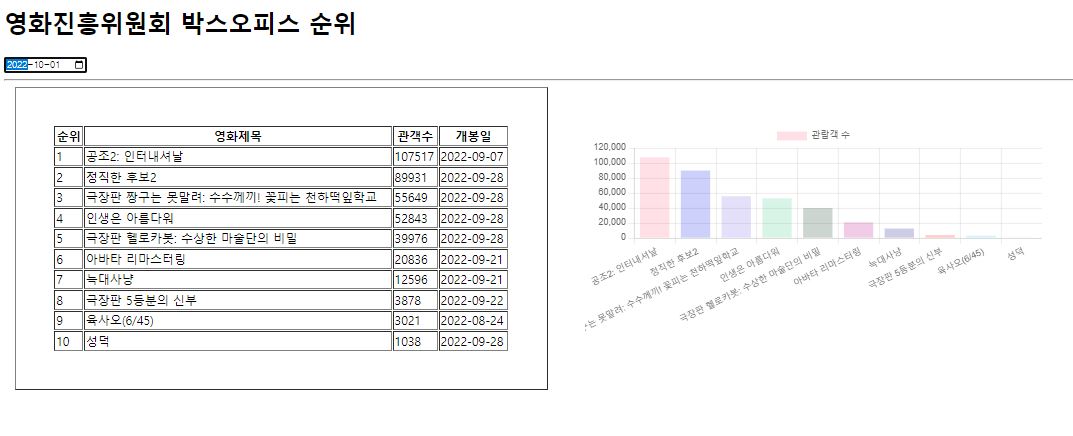 영화진흥위원회 박스오피스 순위
2022-10-01
순위 영화제목 관객수 개봉일
1 공조2: 인터내셔날 107517 2022-09-07
2 정직한 후보2 89931 2022-09-28
3 극장판 짱구는 못말려: 수수께끼! 꽃피는 천하떡잎학교 55649 2022-09-28
4 인생은 아름다워 52843 2022-09-28
5 극장판 헬로카봇: 수상한 마술단의 비밀 39976 2022-09-28
6 아바타 리마스터링 20836 2022-09-21
7 늑대사냥 12596 2022-09-21
8 극장판 5등분의 신부 3878 2022-09-22
9 육사오(6/45) 3021 2022-08-24
10 성덕 1038 2022-09-28
관람객 수
120,000
100,000
80,000
60,000
40,000
20,000
0
공조2: 인터내셔날
정직한 후보2
는 못말려: 수수께끼! 꽃피는 천하떡잎학교
인생은 아름다워
극장판 헬로카봇: 수상한 마술단의 비밀
아바타 리마스터링
늑대사냥
극장판 5등분의 신부
육사오(6/45)
성덕